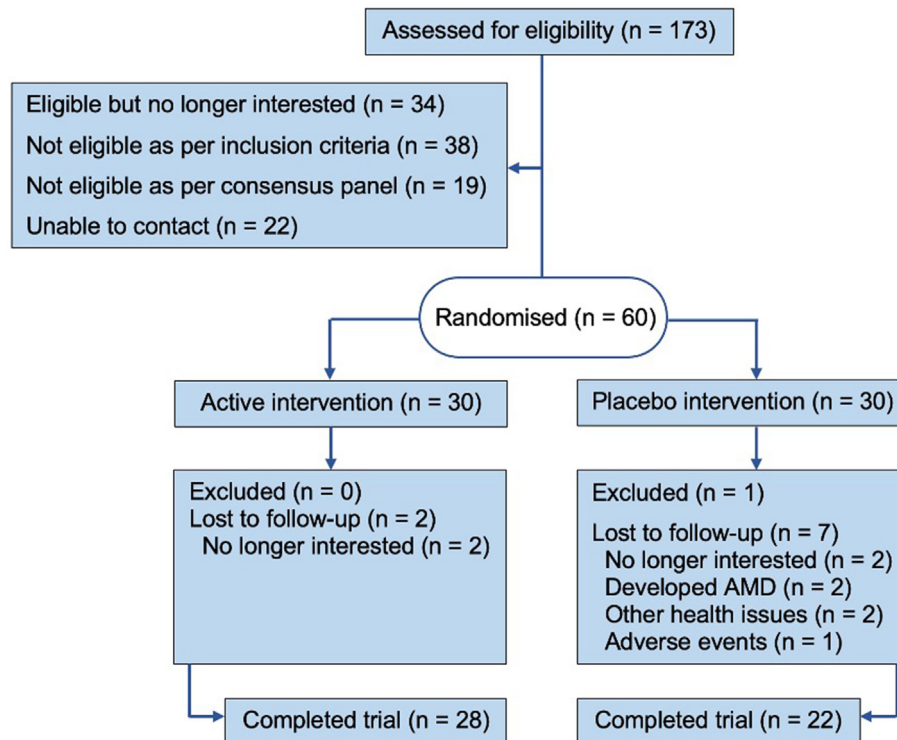 Assessed for eligibility (n = 173)
Eligible but no longer interested (n = 34)
Not eligible as per inclusion criteria (n = 38)
Not eligible as per consensus panel (n = 19)
Unable to contact (n = 22)
Randomised (n = 60)
Active intervention (n = 30)
Placebo intervention (n = 30)
Excluded (n = 0)
Lost to follow-up (n = 2)
No longer interested (n = 2)
Excluded (n = 1)
Lost to follow-up (n = 7)
No longer interested (n = 2)
Developed AMD (n = 2)
Other health issues (n = 2)
Adverse events (n = 1)
Completed trial (n = 28)
Completed trial (n = 22)